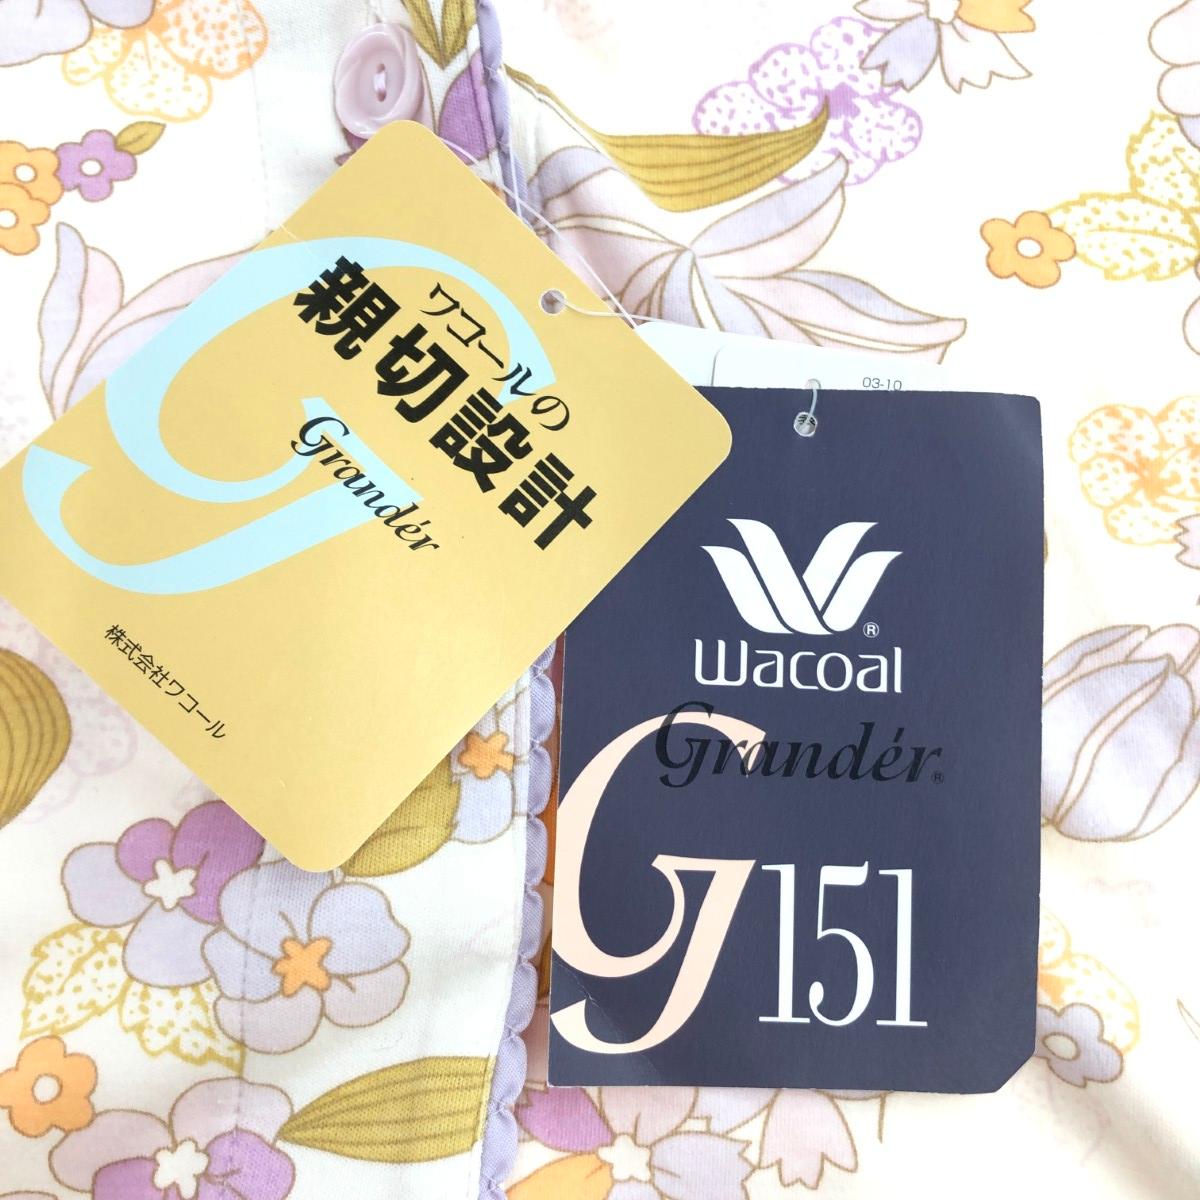 ワコールの
親切設計
Grandér
株式会社ワコール
03-10
Wacoal®
Grandér®
G151